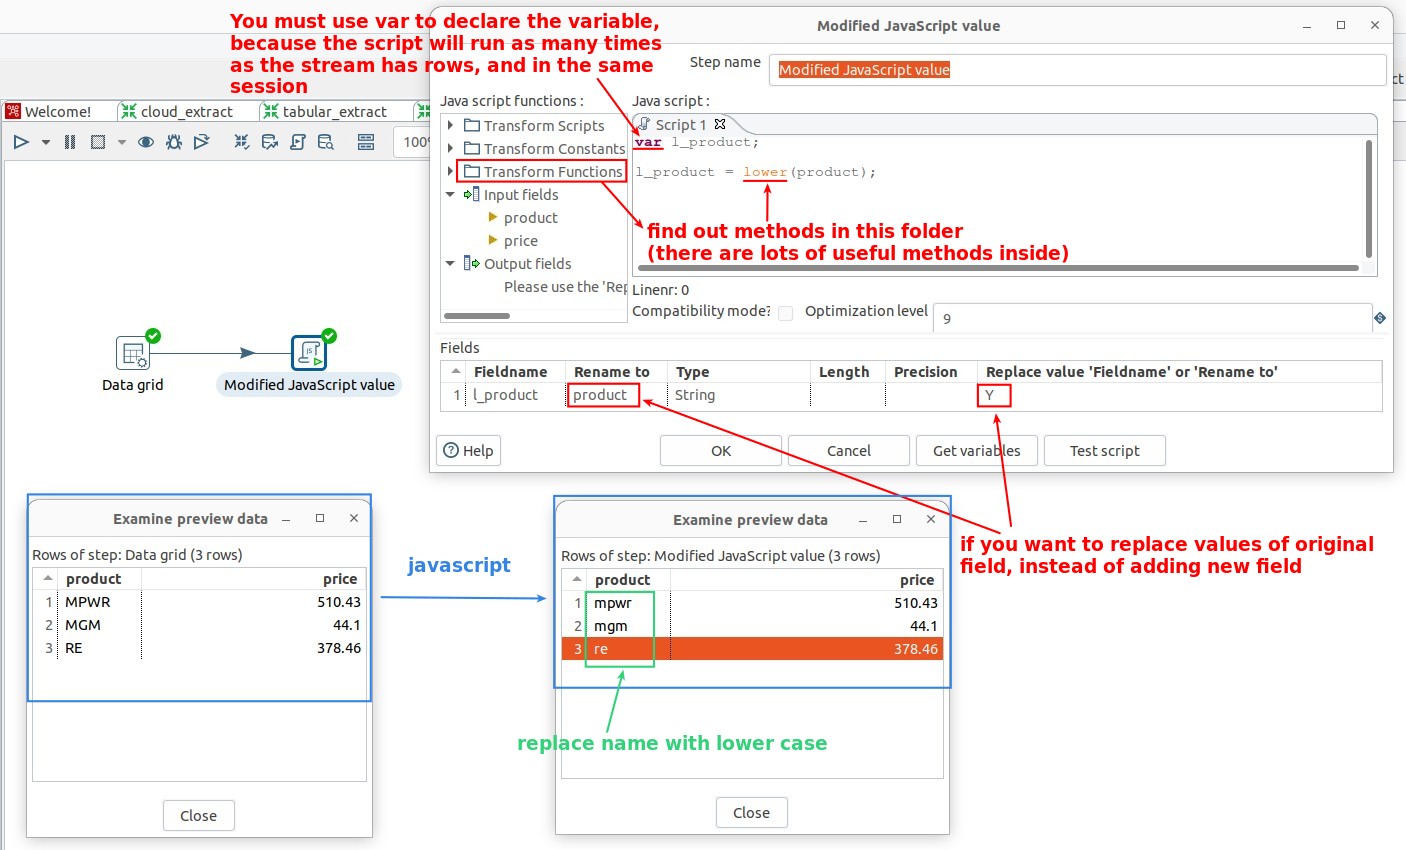 You must use var to declare the variable,
because the script will run as many times
as the stream has rows, and in the same
session
Welcome!
cloud_extract
tabular_extract
100%
Modified JavaScript value
Step name
Modified JavaScript value
Java script functions :
Transform Scripts
Transform Constants
Transform Functions
Input fields
product
price
Output fields
Please use the 'Rep
Java script :
Script 1
var l_product;
l_product = lower(product);
find out methods in this folder
(there are lots of useful methods inside)
Linenr: 0
Compatibility mode?
Optimization level
9
Fields
Fieldname Rename to Type Length Precision Replace value 'Fieldname' or 'Rename to'
1 l_product product String Y
Help
OK
Cancel
Get variables
Test script
Data grid
Modified JavaScript value
if you want to replace values of original
field, instead of adding new field
Examine preview data
Rows of step: Data grid (3 rows)
product price
1 MPWR 510.43
2 MGM 44.1
3 RE 378.46
Close
javascript
Examine preview data
Rows of step: Modified JavaScript value (3 rows)
product price
1 mpwr 510.43
2 mgm 44.1
3 re 378.46
replace name with lower case
Close